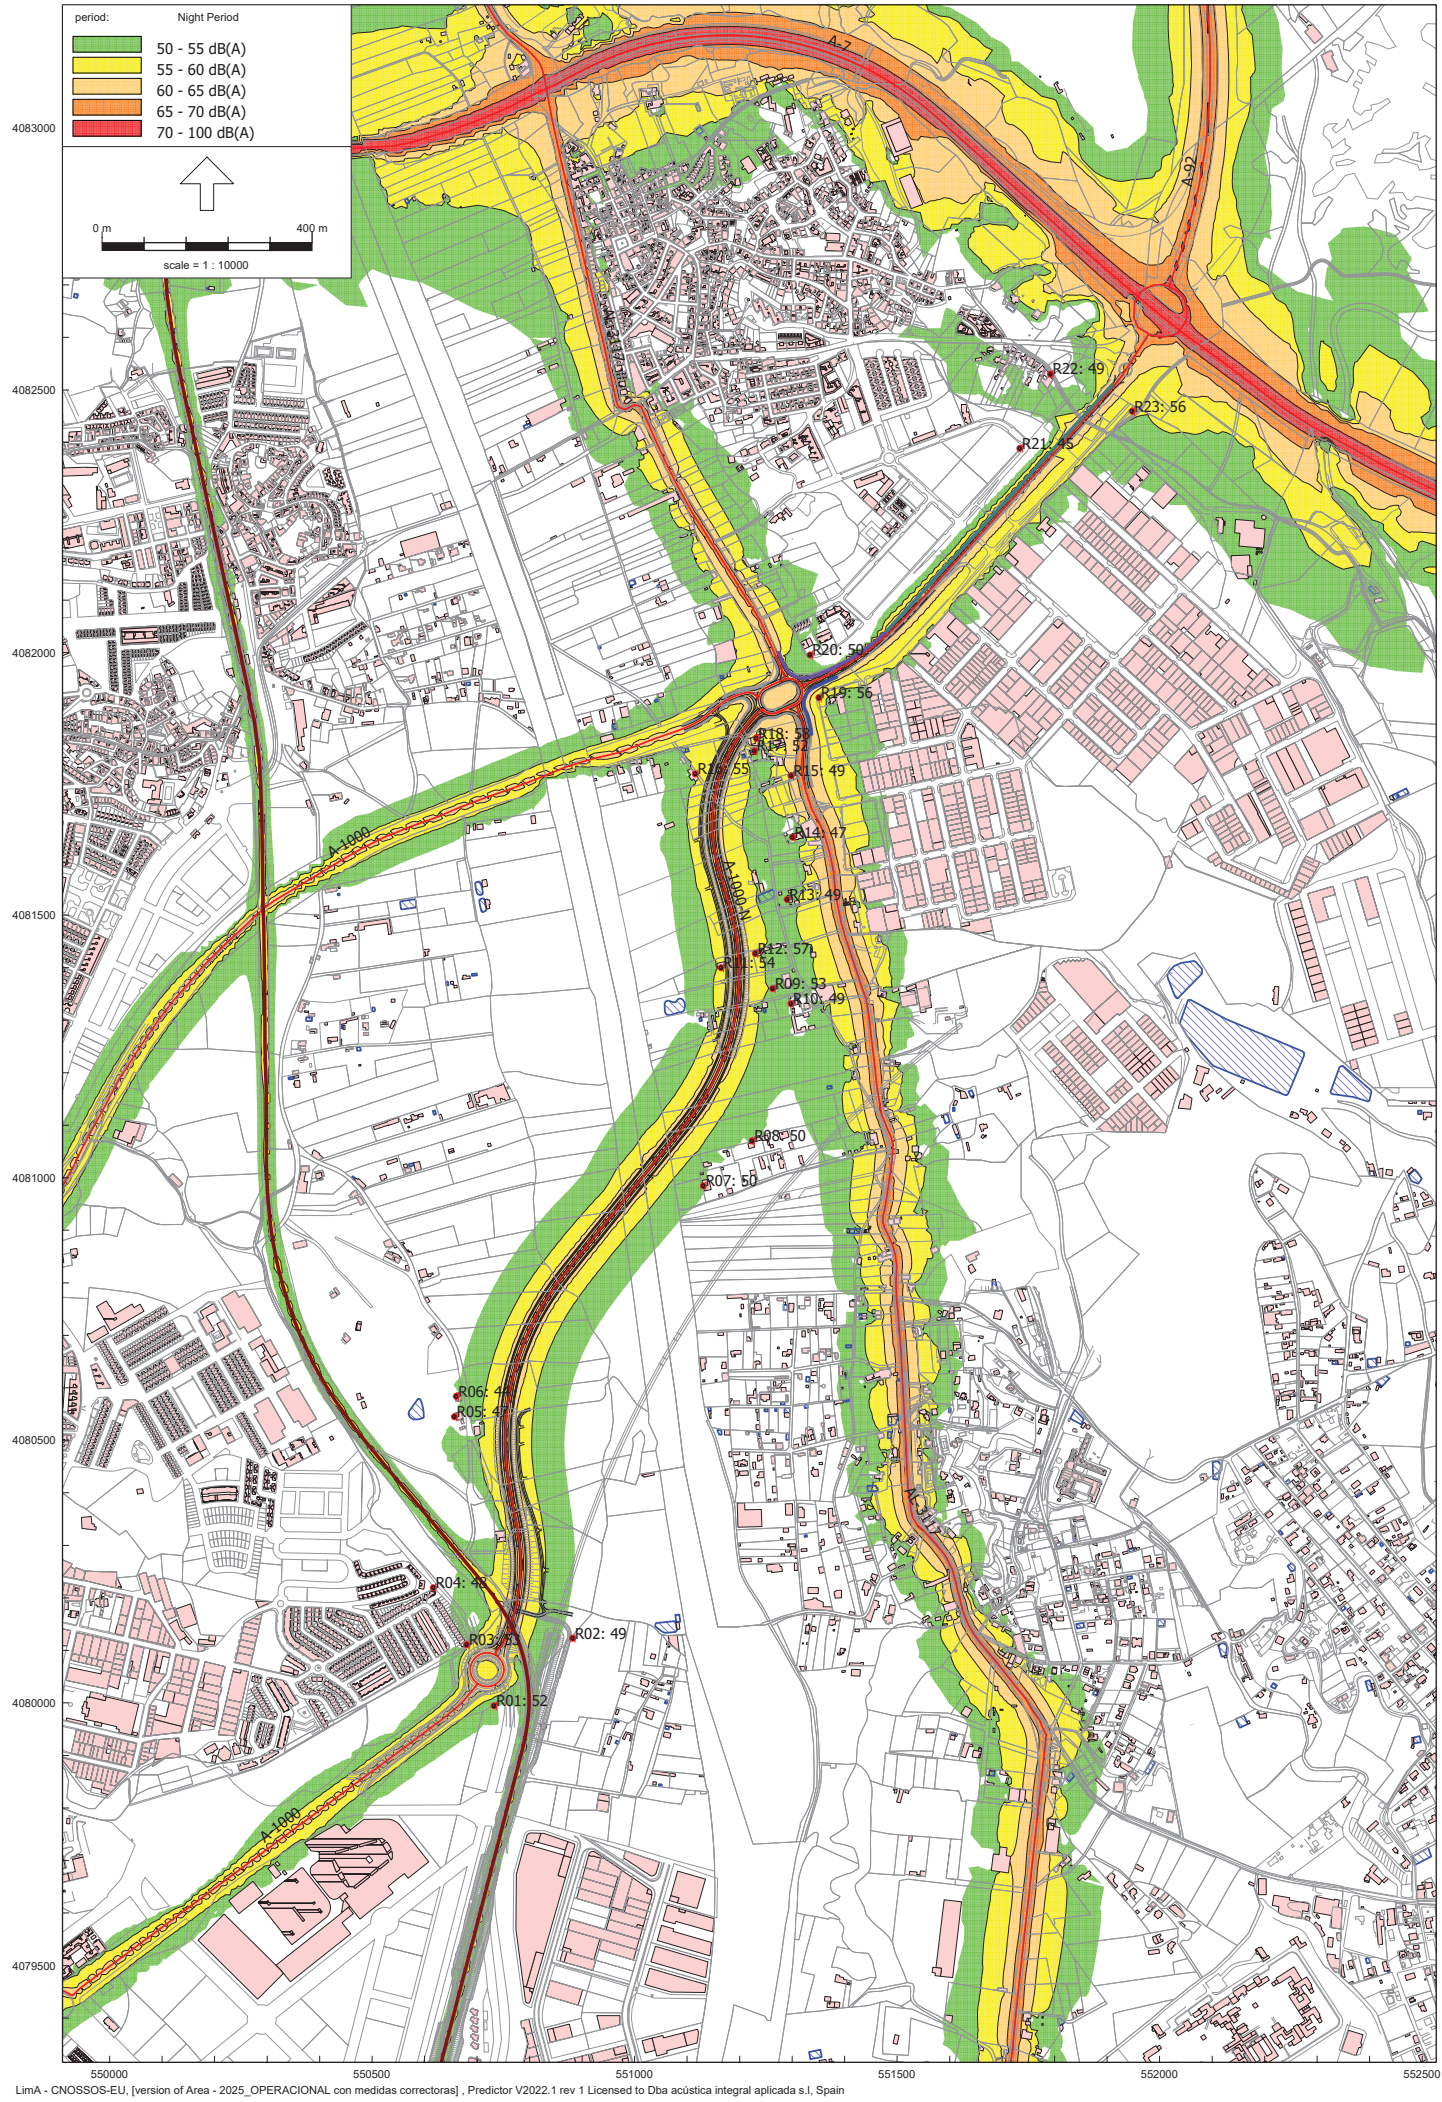 period: Night Period
50 - 55 dB(A)
55 - 60 dB(A)
60 - 65 dB(A)
65 - 70 dB(A)
70 - 100 dB(A)
0 m 400 m
scale = 1 : 10000
A-7
A-92
4083000
4082500
4082000
4081500
4081000
4080500
4080000
4079500
R22: 49
R23: 56
R21: 45
R20: 50
R19: 56
R18: 53
R17: 52
R16: 55
R15: 49
A-1000
R14: 47
A-1000-N
R13: 49
R12: 57
R11: 54
R09: 53
R10: 49
R08: 50
R07: 50
R06: 44
R05: 47
AL-3117
R04: 48
R03: 53
R02: 49
R01: 52
A-1000
550000 550500 551000 551500 552000 552500
LimA - CNOSSOS-EU, [version of Area - 2025_OPERACIONAL con medidas correctoras] , Predictor V2022.1 rev 1 Licensed to Dba acústica integral aplicada s.l, Spain